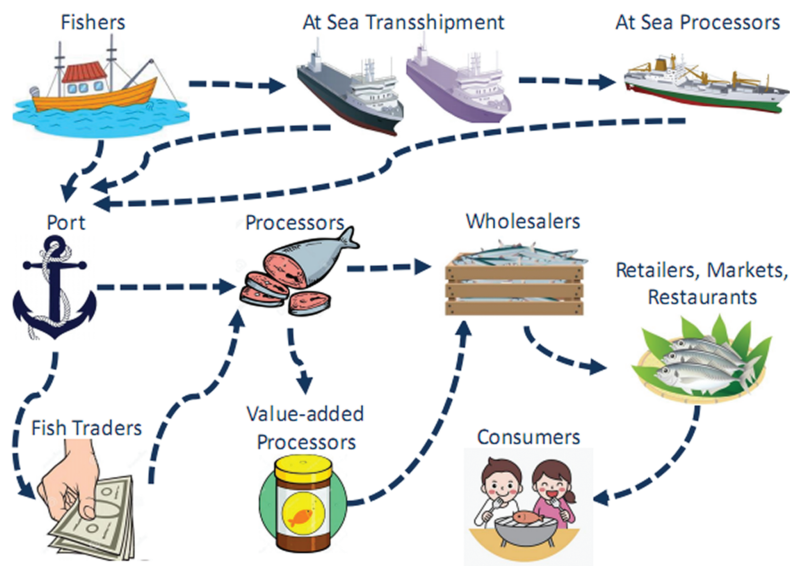 Fishers
At Sea Transshipment
At Sea Processors
Port
Processors
Wholesalers
Retailers, Markets,
Restaurants
Fish Traders
Value-added
Processors
Consumers